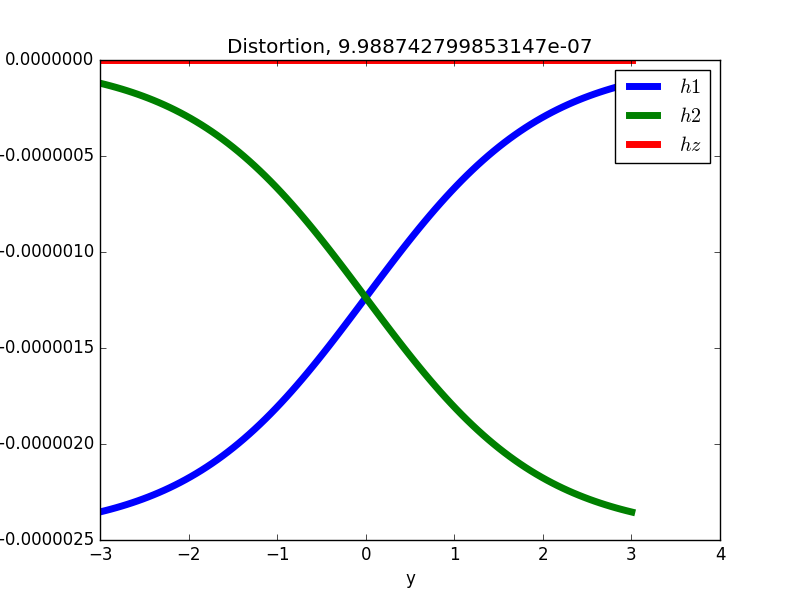 Distortion, 9.988742799853147e-07
0.0000000
-0.0000005
-0.0000010
-0.0000015
-0.0000020
-0.0000025
h1
h2
hz
−3 −2 −1 0 1 2 3 4
y